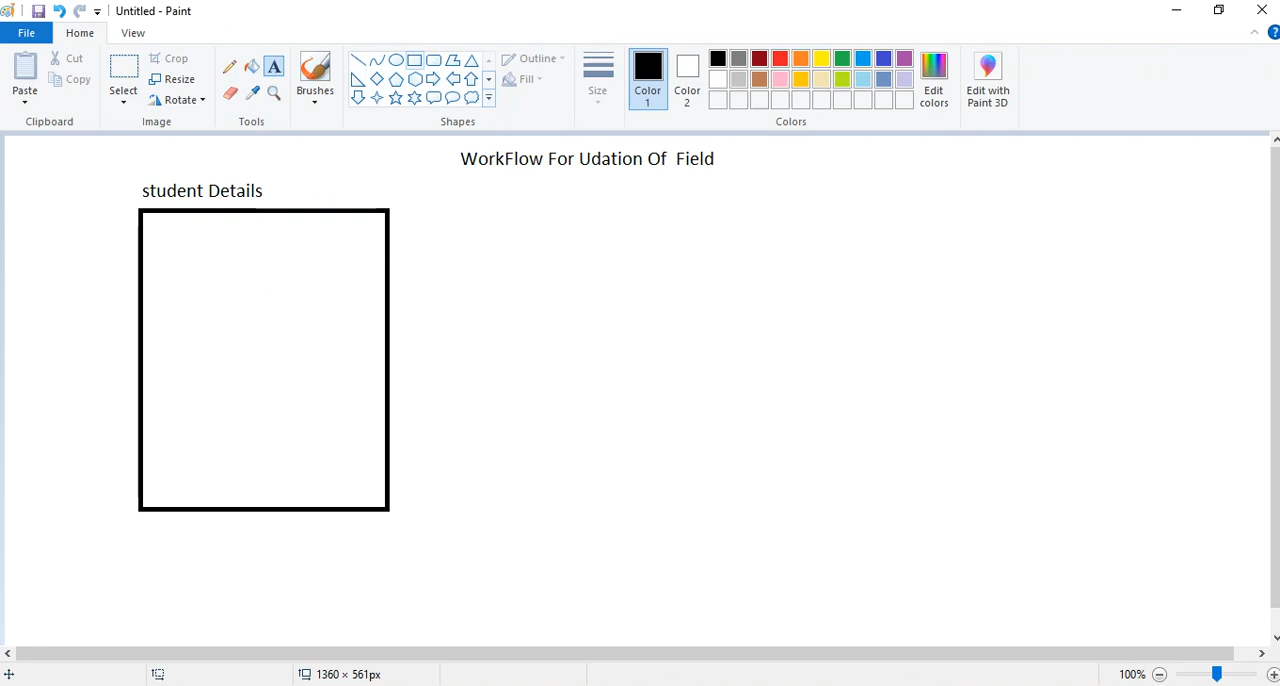 Untitled - Paint
File
Home
View
Paste
Cut
Copy
Clipboard
Select
Crop
Resize
Rotate
Image
A
Tools
Brushes
Shapes
Outline
Fill
Size
Color
1
Color
2
Edit
colors
Colors
Edit with
Paint 3D
?
WorkFlow For Udation Of  Field
student Details
1360 × 561px
100%